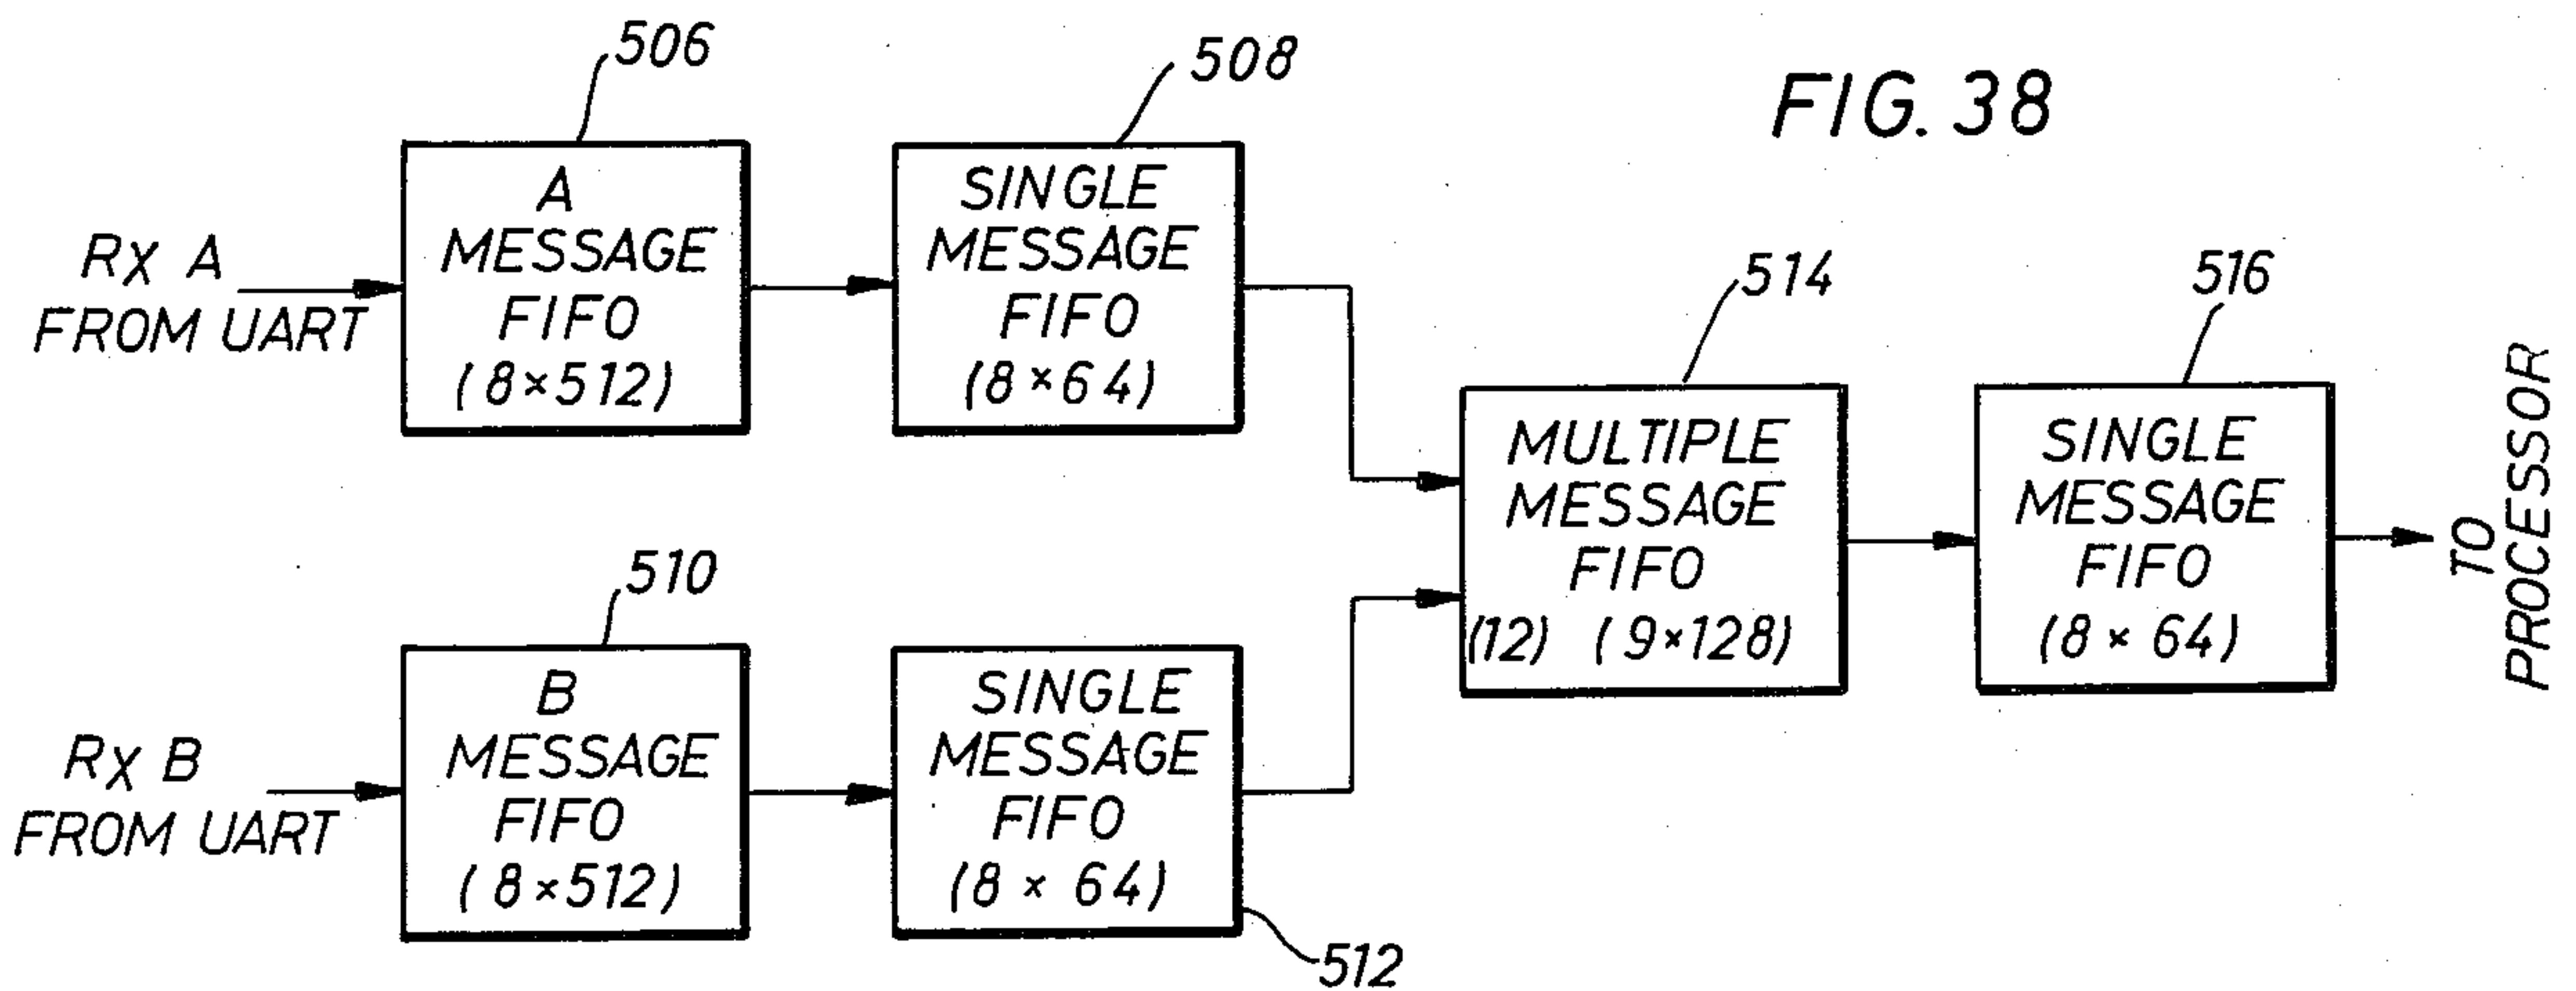 FIG. 38
506
508
RX A
FROM UART
A
MESSAGE
FIFO
(8×512)
SINGLE
MESSAGE
FIFO
(8×64)
514
516
MULTIPLE
MESSAGE
FIFO
(12) (9×128)
SINGLE
MESSAGE
FIFO
(8 × 64)
TO
PROCESSOR
510
RX B
FROM UART
B
MESSAGE
FIFO
(8×512)
SINGLE
MESSAGE
FIFO
(8 × 64)
512